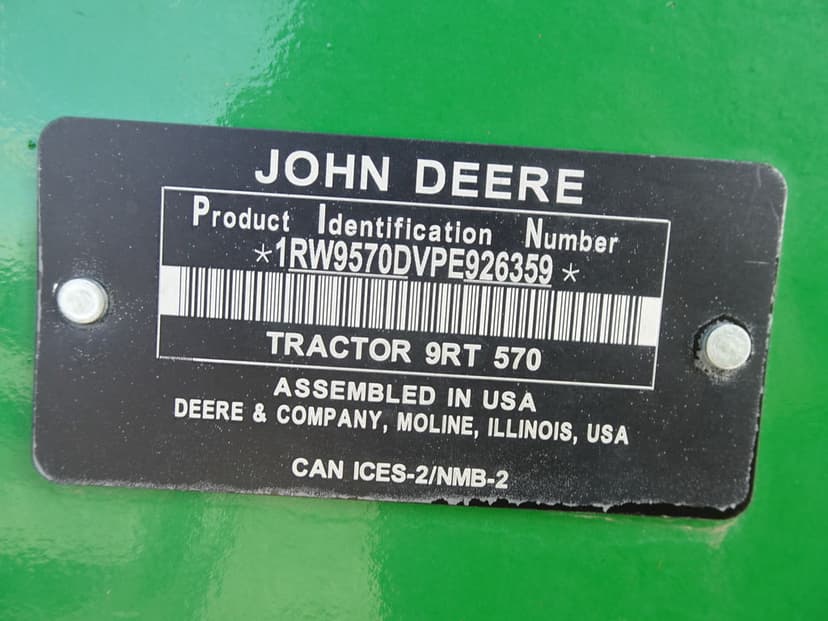 JOHN DEERE
Product Identification Number
*1RW9570DVPE926359*
TRACTOR 9RT 570
ASSEMBLED IN USA
DEERE & COMPANY, MOLINE, ILLINOIS, USA
CAN ICES-2/NMB-2